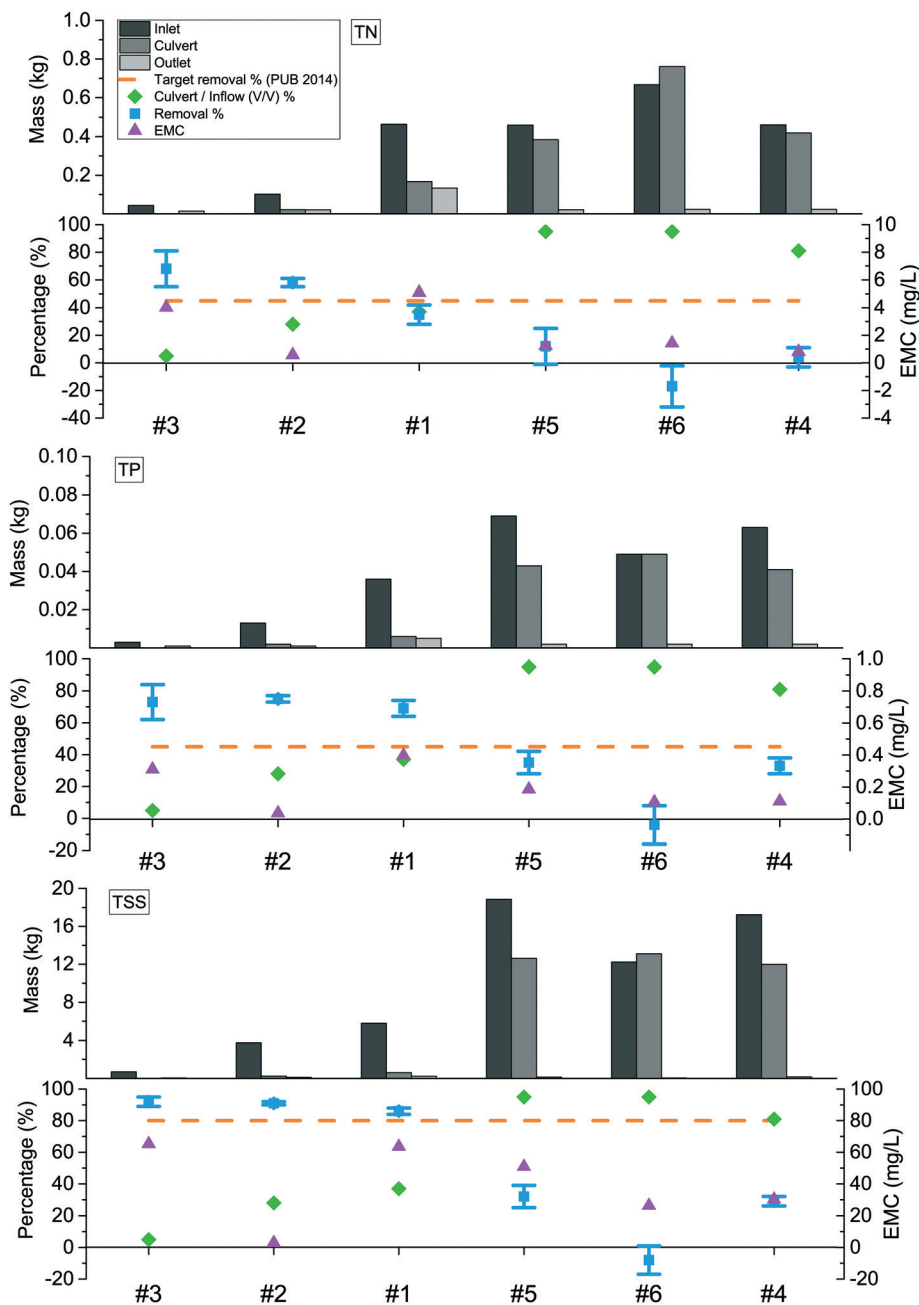 TN
Inlet
Culvert
Outlet
Target removal % (PUB 2014)
Culvert / Inflow (V/V) %
Removal %
EMC
Mass (kg)
1.0
0.8
0.6
0.4
0.2
Percentage (%)
100
80
60
40
20
0
-20
-40
10
8
6
4
2
0
-2
-4
EMC (mg/L)
#3 #2 #1 #5 #6 #4
TP
Mass (kg)
0.10
0.08
0.06
0.04
0.02
Percentage (%)
100
80
60
40
20
0
-20
1.0
0.8
0.6
0.4
0.2
0.0
EMC (mg/L)
#3 #2 #1 #5 #6 #4
TSS
Mass (kg)
20
16
12
8
4
Percentage (%)
100
80
60
40
20
0
-20
100
80
60
40
20
0
-20
EMC (mg/L)
#3 #2 #1 #5 #6 #4